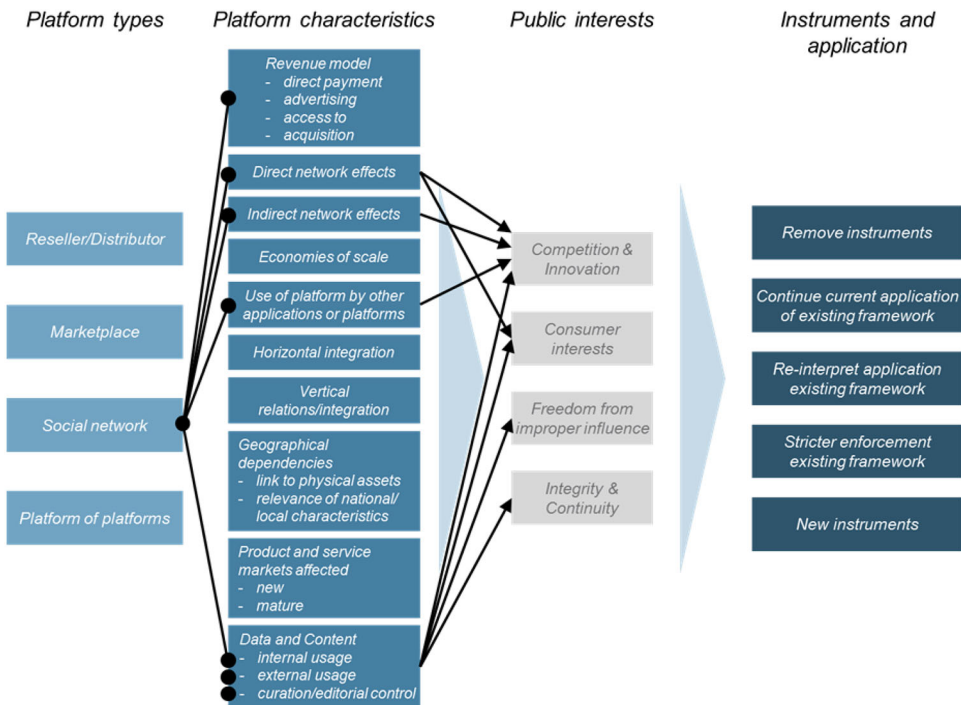 Platform types
Platform characteristics
Public interests
Instruments and
application
Reseller/Distributor
Marketplace
Social network
Platform of platforms
Revenue model
- direct payment
- advertising
- access to
- acquisition
Direct network effects
Indirect network effects
Economies of scale
Use of platform by other
applications or platforms
Horizontal integration
Vertical
relations/integration
Geographical
dependencies
- link to physical assets
- relevance of national/
local characteristics
Product and service
markets affected
- new
- mature
Data and Content
- internal usage
- external usage
- curation/editorial control
Competition &
Innovation
Consumer
interests
Freedom from
improper influence
Integrity &
Continuity
Remove instruments
Continue current application
of existing framework
Re-interpret application
existing framework
Stricter enforcement
existing framework
New instruments